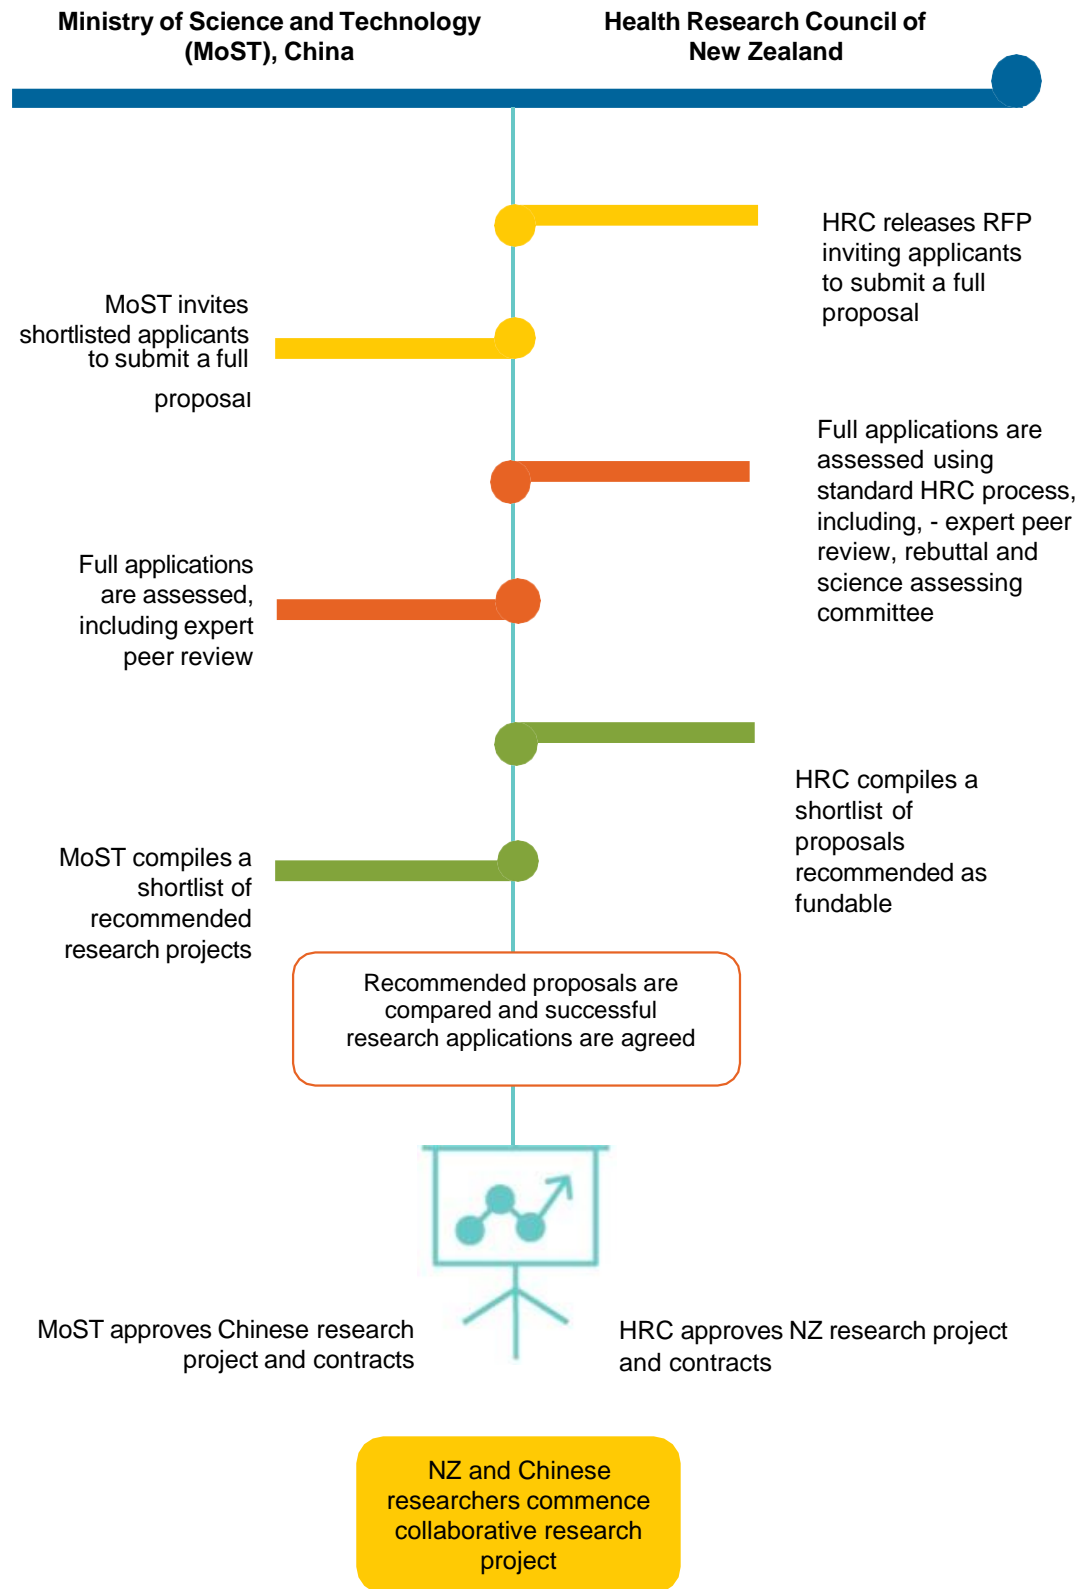 Ministry of Science and Technology
(MoST), China
Health Research Council of
New Zealand
HRC releases RFP
inviting applicants
to submit a full
proposal
MoST invites
shortlisted applicants
to submit a full
proposal
Full applications are
assessed using
standard HRC process,
including, - expert peer
review, rebuttal and
science assessing
committee
Full applications
are assessed,
including expert
peer review
HRC compiles a
shortlist of
proposals
recommended as
fundable
MoST compiles a
shortlist of
recommended
research projects
Recommended proposals are
compared and successful
research applications are agreed
MoST approves Chinese research
project and contracts
HRC approves NZ research project
and contracts
NZ and Chinese
researchers commence
collaborative research
project